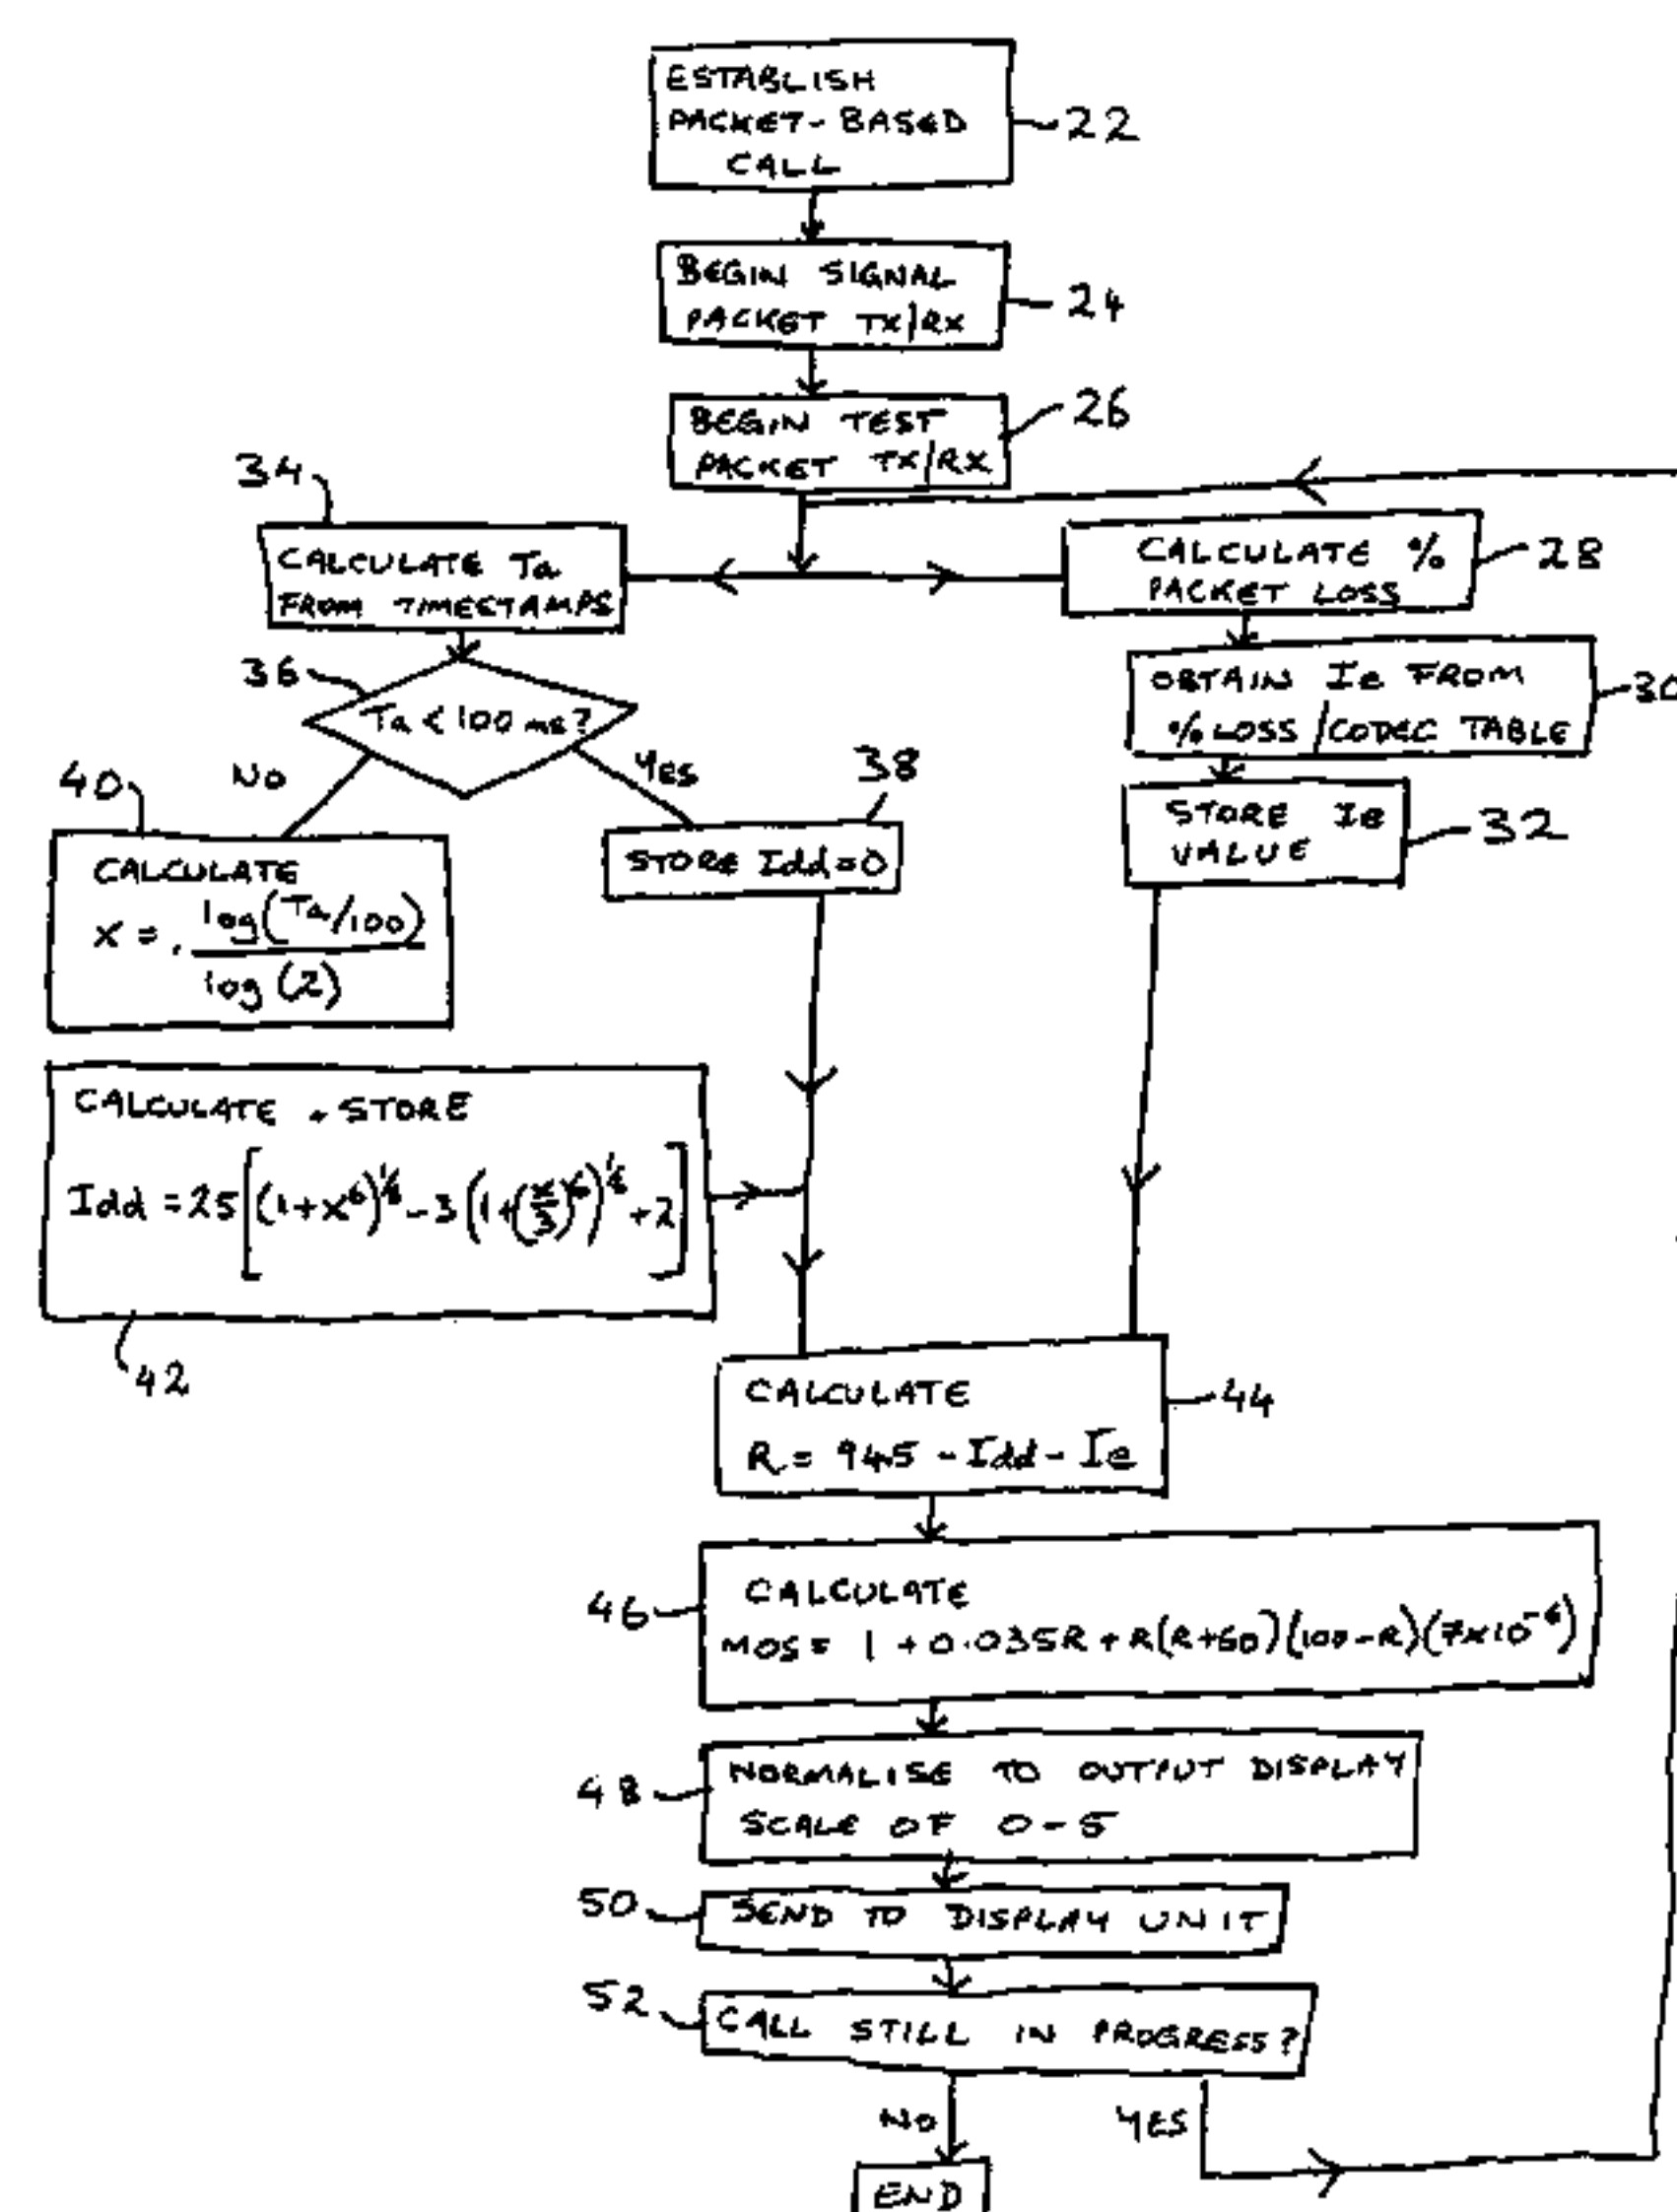 ESTABLISH
PACKET-BASED
CALL
22
BEGIN SIGNAL
PACKET TX/RX
24
BEGIN TEST
PACKET TX/RX
26
34
CALCULATE Ta
FROM TIMESTAMPS
CALCULATE %
PACKET LOSS
28
36
Ta < 100 ms?
OBTAIN Ie FROM
% LOSS / CODEC TABLE
30
NO
YES
40
CALCULATE
X = log(Ta/100)
log (2)
38
STORE Idd=0
STORE Ie
VALUE
32
CALCULATE + STORE
Idd = 25 [(1+X^6)^1/6 - 3 (1+(X/3)^6)^1/6 + 2]
42
CALCULATE
R = 94.5 - Idd - Ie
44
46
CALCULATE
MOS = 1 + 0.035R + R(R+60)(100-R)(7x10^-6)
48
NORMALISE TO OUTPUT DISPLAY
SCALE OF 0-5
50
SEND TO DISPLAY UNIT
52
CALL STILL IN PROGRESS?
NO
YES
END